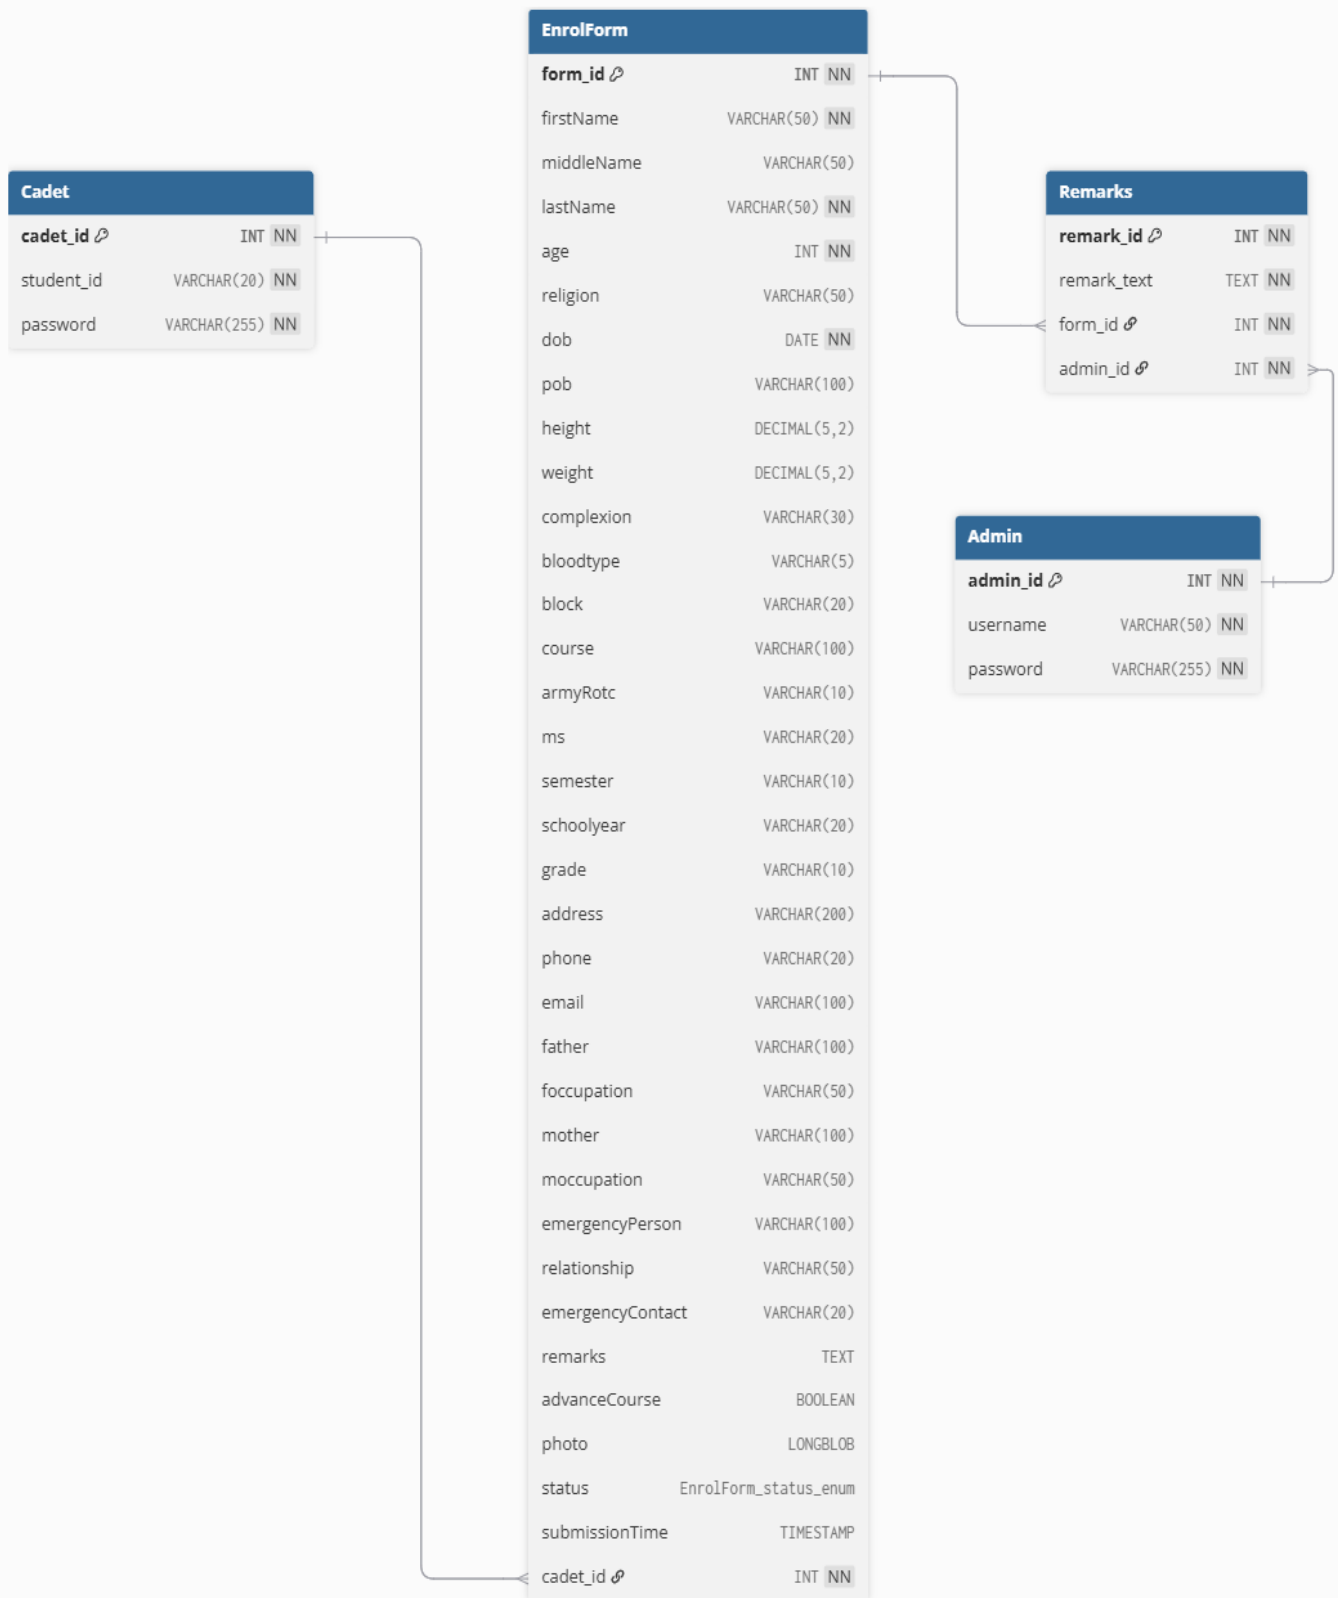 Cadet
cadet_id INT NN
student_id VARCHAR(20) NN
password VARCHAR(255) NN
EnrolForm
form_id INT NN
firstName VARCHAR(50) NN
middleName VARCHAR(50)
lastName VARCHAR(50) NN
age INT NN
religion VARCHAR(50)
dob DATE NN
pob VARCHAR(100)
height DECIMAL(5,2)
weight DECIMAL(5,2)
complexion VARCHAR(30)
bloodtype VARCHAR(5)
block VARCHAR(20)
course VARCHAR(100)
armyRotc VARCHAR(10)
ms VARCHAR(20)
semester VARCHAR(10)
schoolyear VARCHAR(20)
grade VARCHAR(10)
address VARCHAR(200)
phone VARCHAR(20)
email VARCHAR(100)
father VARCHAR(100)
foccupation VARCHAR(50)
mother VARCHAR(100)
moccupation VARCHAR(50)
emergencyPerson VARCHAR(100)
relationship VARCHAR(50)
emergencyContact VARCHAR(20)
remarks TEXT
advanceCourse BOOLEAN
photo LONGBLOB
status EnrolForm_status_enum
submissionTime TIMESTAMP
cadet_id INT NN
Remarks
remark_id INT NN
remark_text TEXT NN
form_id INT NN
admin_id INT NN
Admin
admin_id INT NN
username VARCHAR(50) NN
password VARCHAR(255) NN